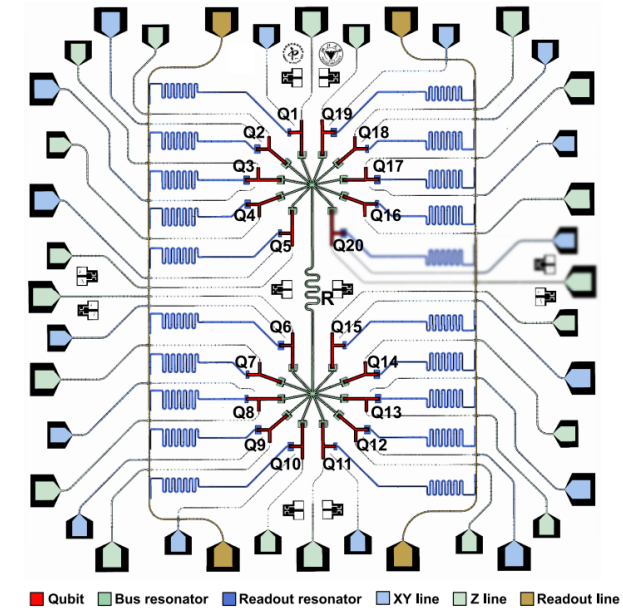 Q1 Q19
Q2 Q18
Q3 Q17
Q4 Q16
Q5 Q20
R
Q6 Q15
Q7 Q14
Q8 Q13
Q9 Q12
Q10 Q11
Qubit Bus resonator Readout resonator XY line Z line Readout line